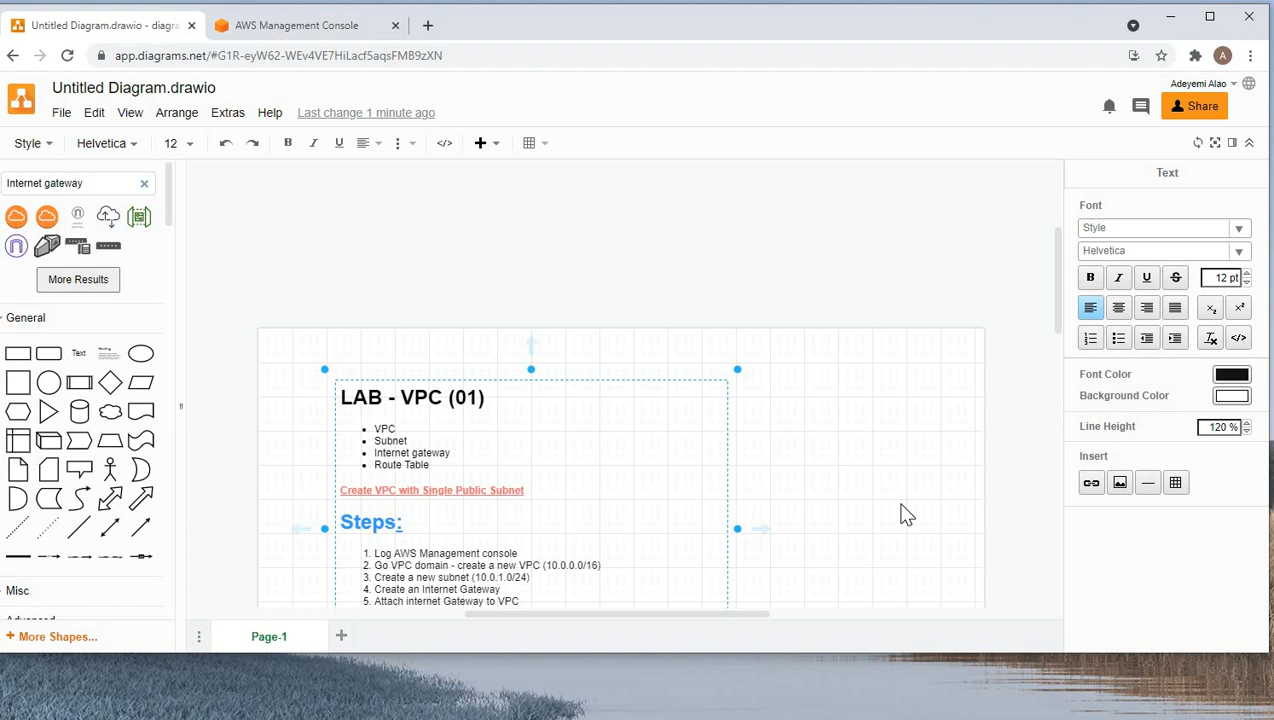 Untitled Diagram.drawio - diagra
AWS Management Console
app.diagrams.net/#G1R-eyW62-WEv4VE7HiLacf5aqsFMB9zXN
A
Untitled Diagram.drawio
Adeyemi Alao
File Edit View Arrange Extras Help Last change 1 minute ago
Share
Style Helvetica 12 B I U
Internet gateway
More Results
General
Text
Heading
Misc
More Shapes...
Page-1
LAB - VPC (01)
VPC
Subnet
Internet gateway
Route Table
Create VPC with Single Public Subnet
Steps:
1. Log AWS Management console
2. Go VPC domain - create a new VPC (10.0.0.0/16)
3. Create a new subnet (10.0.1.0/24)
4. Create an Internet Gateway
5. Attach internet Gateway to VPC
Text
Font
Style
Helvetica
B I U S 12 pt
Font Color
Background Color
Line Height 120 %
Insert